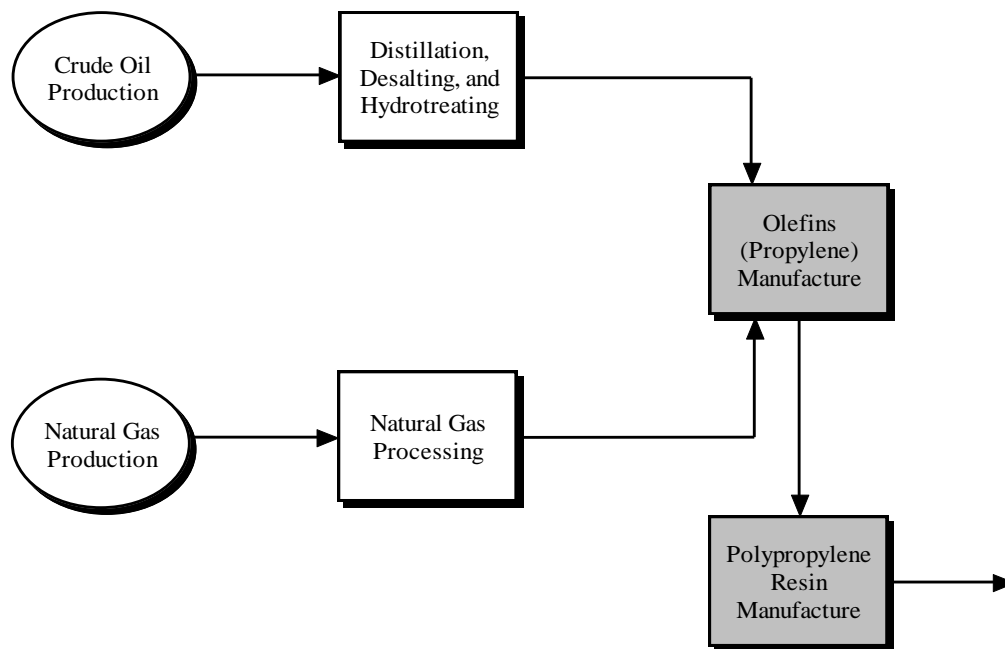 Crude Oil
Production
Distillation,
Desalting, and
Hydrotreating
Olefins
(Propylene)
Manufacture
Natural Gas
Production
Natural Gas
Processing
Polypropylene
Resin
Manufacture